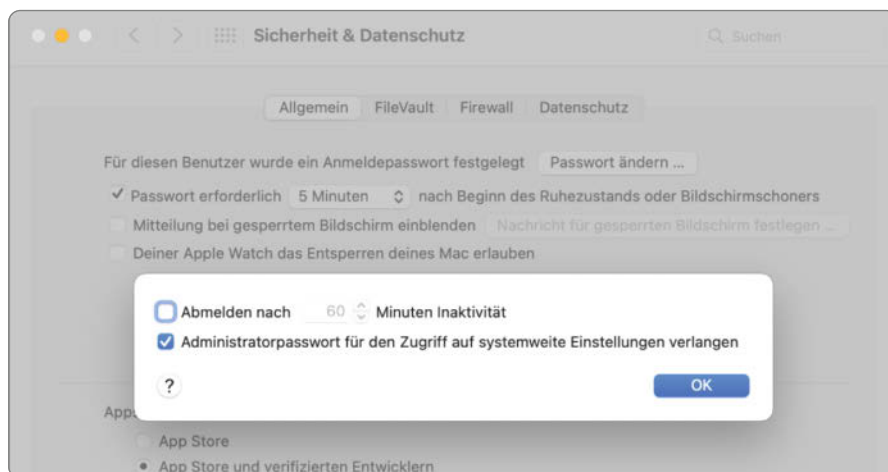 Sicherheit & Datenschutz
Suchen
Allgemein FileVault Firewall Datenschutz
Für diesen Benutzer wurde ein Anmeldepasswort festgelegt Passwort ändern ...
Passwort erforderlich 5 Minuten nach Beginn des Ruhezustands oder Bildschirmschoners
Mitteilung bei gesperrtem Bildschirm einblenden Nachricht für gesperrten Bildschirm festlegen ...
Deiner Apple Watch das Entsperren deines Mac erlauben
Abmelden nach 60 Minuten Inaktivität
Administratorpasswort für den Zugriff auf systemweite Einstellungen verlangen
? OK
App Store
App Store und verifizierten Entwicklern